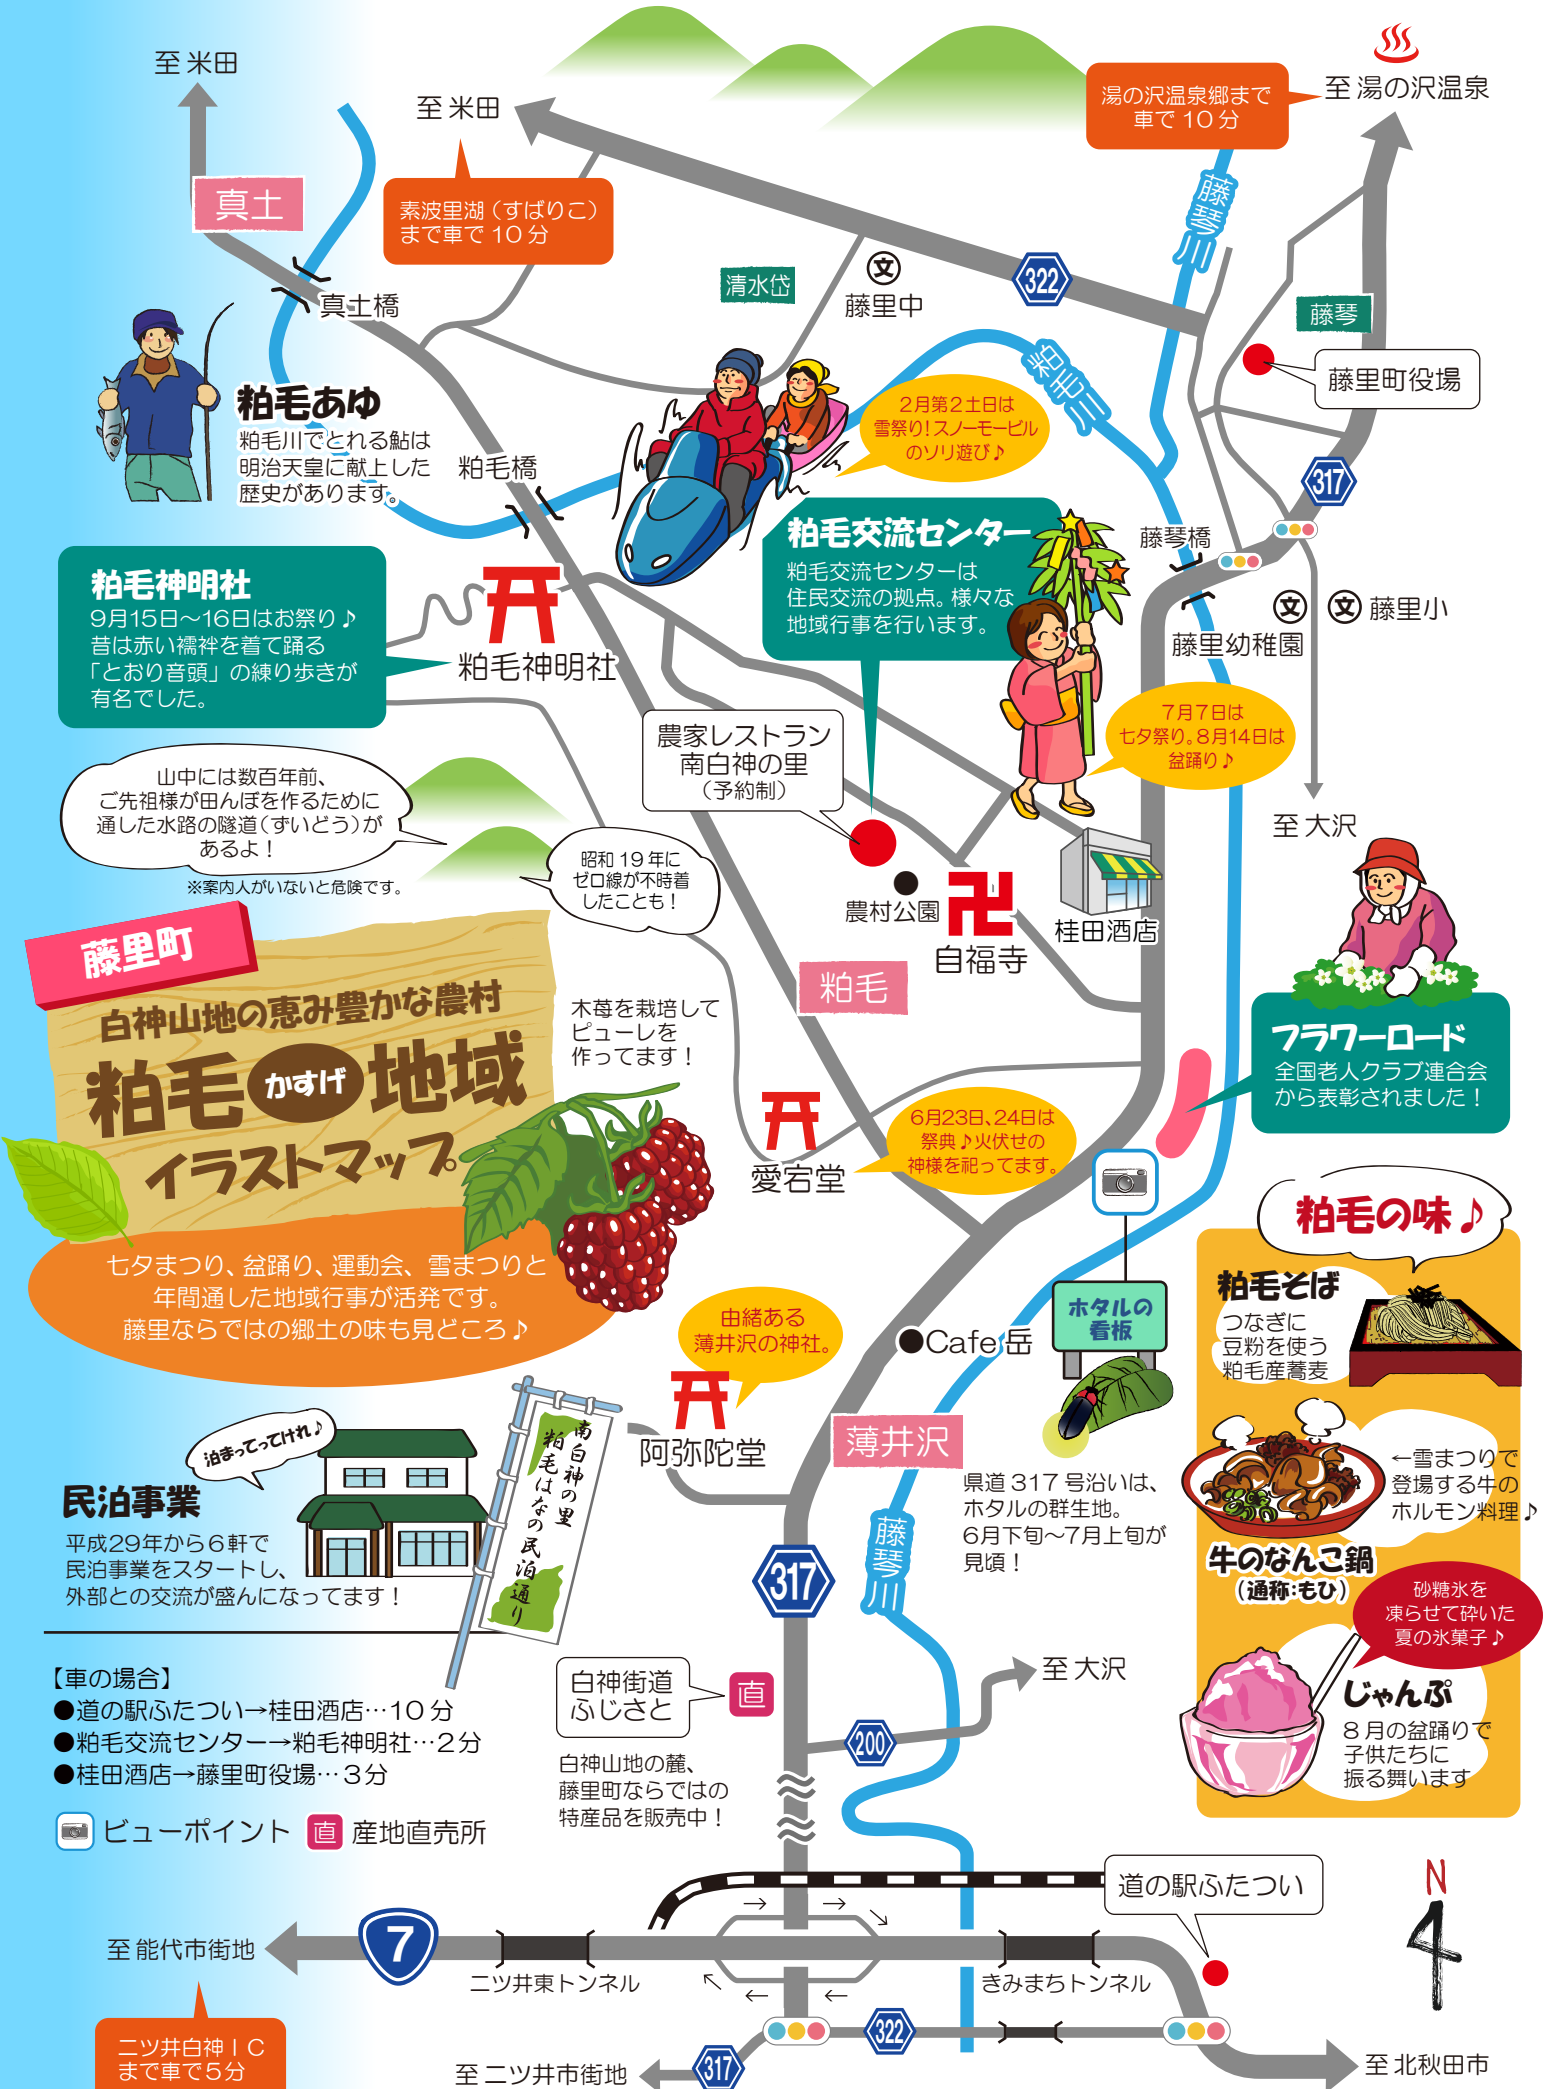 至 米田
至 米田
素波里湖（すばりこ）
まで車で 10 分
湯の沢温泉郷まで
車で 10 分
至 湯の沢温泉
真土
真土橋
藤琴川
清水岱
文
藤里中
322
藤琴
藤里町役場
粕毛川
317
粕毛あゆ
粕毛川でとれる鮎は
明治天皇に献上した
歴史があります。
粕毛橋
2月第2土日は
雪祭り！スノーモービル
のソリ遊び♪
粕毛交流センター
粕毛交流センターは
住民交流の拠点。様々な
地域行事を行います。
藤琴橋
文
文 藤里小
藤里幼稚園
粕毛神明社
9月15日～16日はお祭り♪
昔は赤い襦袢を着て踊る
「とおり音頭」の練り歩きが
有名でした。
粕毛神明社
7月7日は
七夕祭り。8月14日は
盆踊り♪
至 大沢
農家レストラン
南白神の里
（予約制）
山中には数百年前、
ご先祖様が田んぼを作るために
通した水路の隧道（ずいどう）が
あるよ！
※案内人がいないと危険です。
昭和 19 年に
ゼロ線が不時着
したことも！
農村公園
卍
自福寺
桂田酒店
粕毛
藤里町
白神山地の恵み豊かな農村
粕毛 かすげ 地域
イラストマップ
七夕まつり、盆踊り、運動会、雪まつりと
年間通した地域行事が活発です。
藤里ならではの郷土の味も見どころ♪
木苺を栽培して
ピューレを
作ってます！
フラワーロード
全国老人クラブ連合会
から表彰されました！
6月23日、24日は
祭典♪火伏せの
神様を祀ってます。
愛宕堂
粕毛の味♪
粕毛そば
つなぎに
豆粉を使う
粕毛産蕎麦
←雪まつりで
登場する牛の
ホルモン料理♪
牛のなんこ鍋
（通称：もひ）
砂糖氷を
凍らせて砕いた
夏の氷菓子♪
じゃんぷ
8月の盆踊りで
子供たちに
振る舞います
ホタルの
看板
●Cafe 岳
由緒ある
薄井沢の神社。
阿弥陀堂
薄井沢
県道 317 号沿いは、
ホタルの群生地。
6月下旬～7月上旬が
見頃！
藤琴川
317
泊まってってけれ♪
民泊事業
平成29年から6軒で
民泊事業をスタートし、
外部との交流が盛んになってます！
南白神の里
粕毛はなの民泊通り
【車の場合】
●道の駅ふたつい→桂田酒店…10 分
●粕毛交流センター→粕毛神明社…2分
●桂田酒店→藤里町役場…3分
ビューポイント
直 産地直売所
白神街道
ふじさと
直
白神山地の麓、
藤里町ならではの
特産品を販売中！
至 大沢
200
道の駅ふたつい
N
至 能代市街地
7
二ツ井東トンネル
きみまちトンネル
二ツ井白神ＩＣ
まで車で5分
322
317
至 二ツ井市街地
至 北秋田市